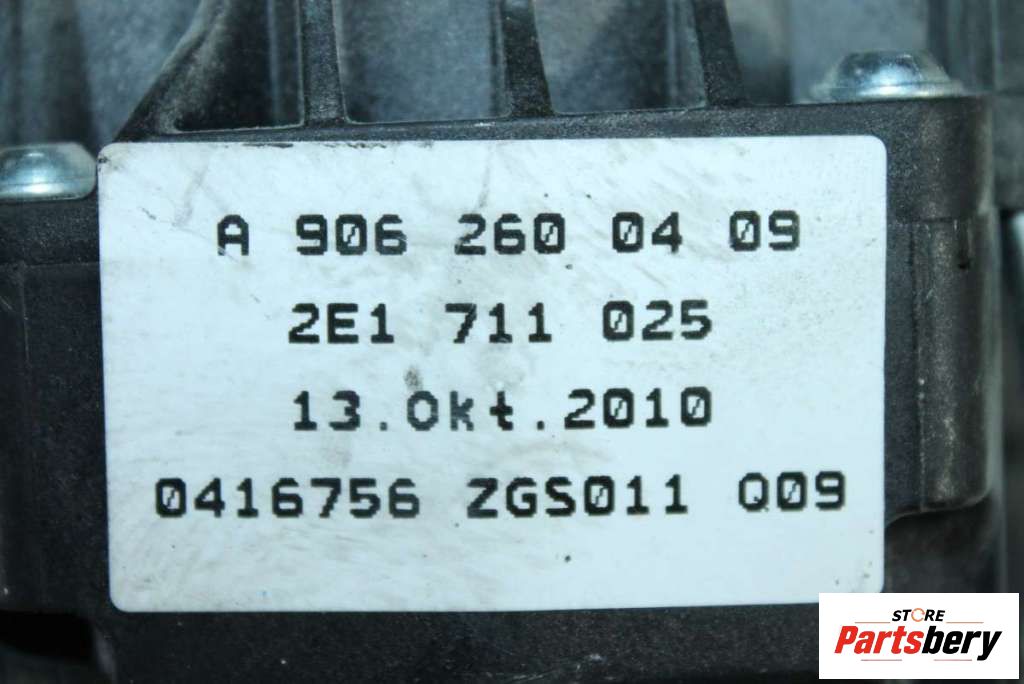 A 906 260 04 09
2E1 711 025
13.Okt.2010
0416756 ZGS011 Q09
STORE
Partsbery